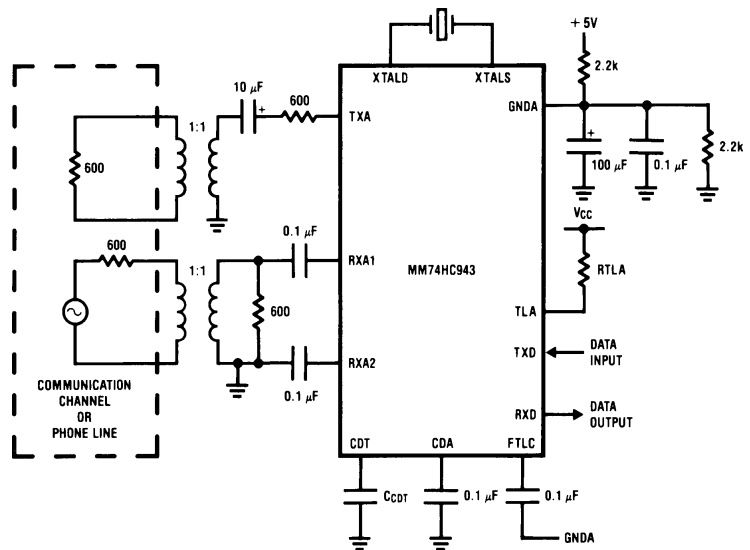 + 5V
2.2k
XTALD
XTALS
10 μF
+
600
TXA
GNDA
1:1
600
+
100 μF
0.1 μF
2.2k
VCC
0.1 μF
600
RXA1
MM74HC943
RTLA
1:1
600
TLA
TXD
DATA
INPUT
RXA2
0.1 μF
COMMUNICATION
CHANNEL
OR
PHONE LINE
RXD
DATA
OUTPUT
CDT
CDA
FTLC
CCDT
0.1 μF
0.1 μF
GNDA